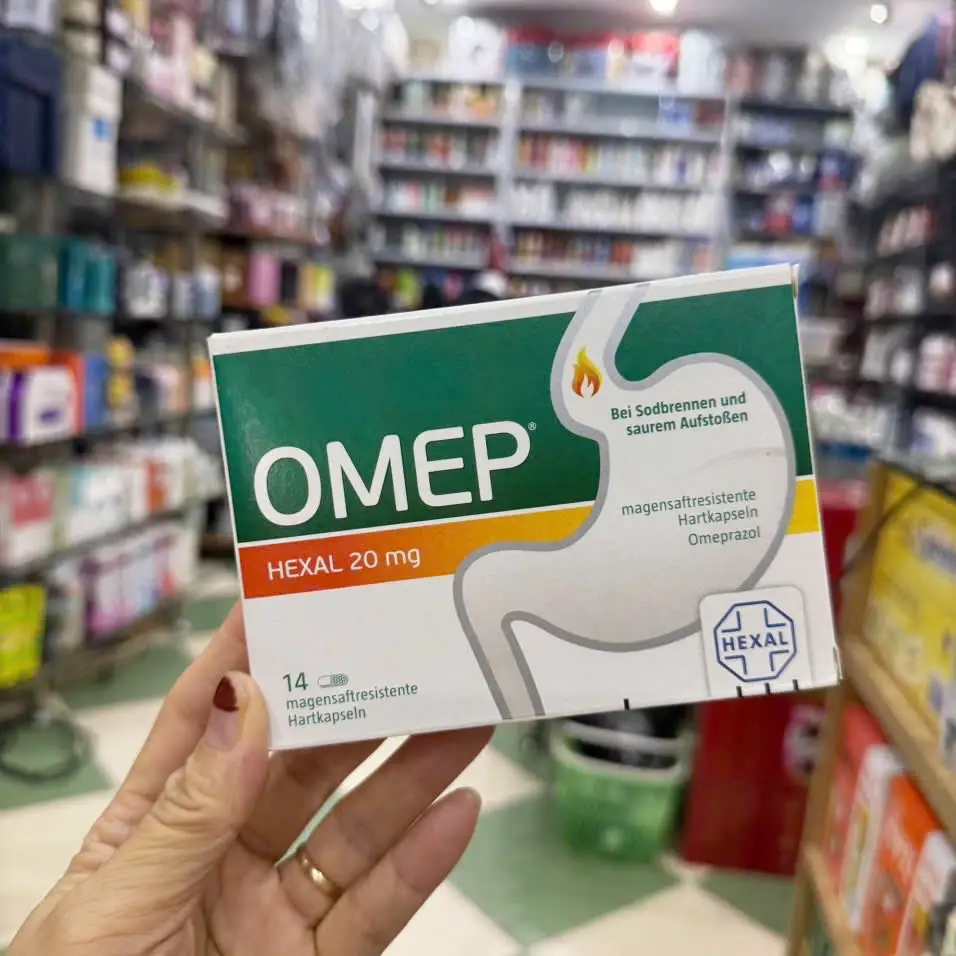 OMEP®
HEXAL 20 mg
Bei Sodbrennen und
saurem Aufstoßen
magensaftresistente
Hartkapseln
Omeprazol
HEXAL
14
magensaftresistente
Hartkapseln